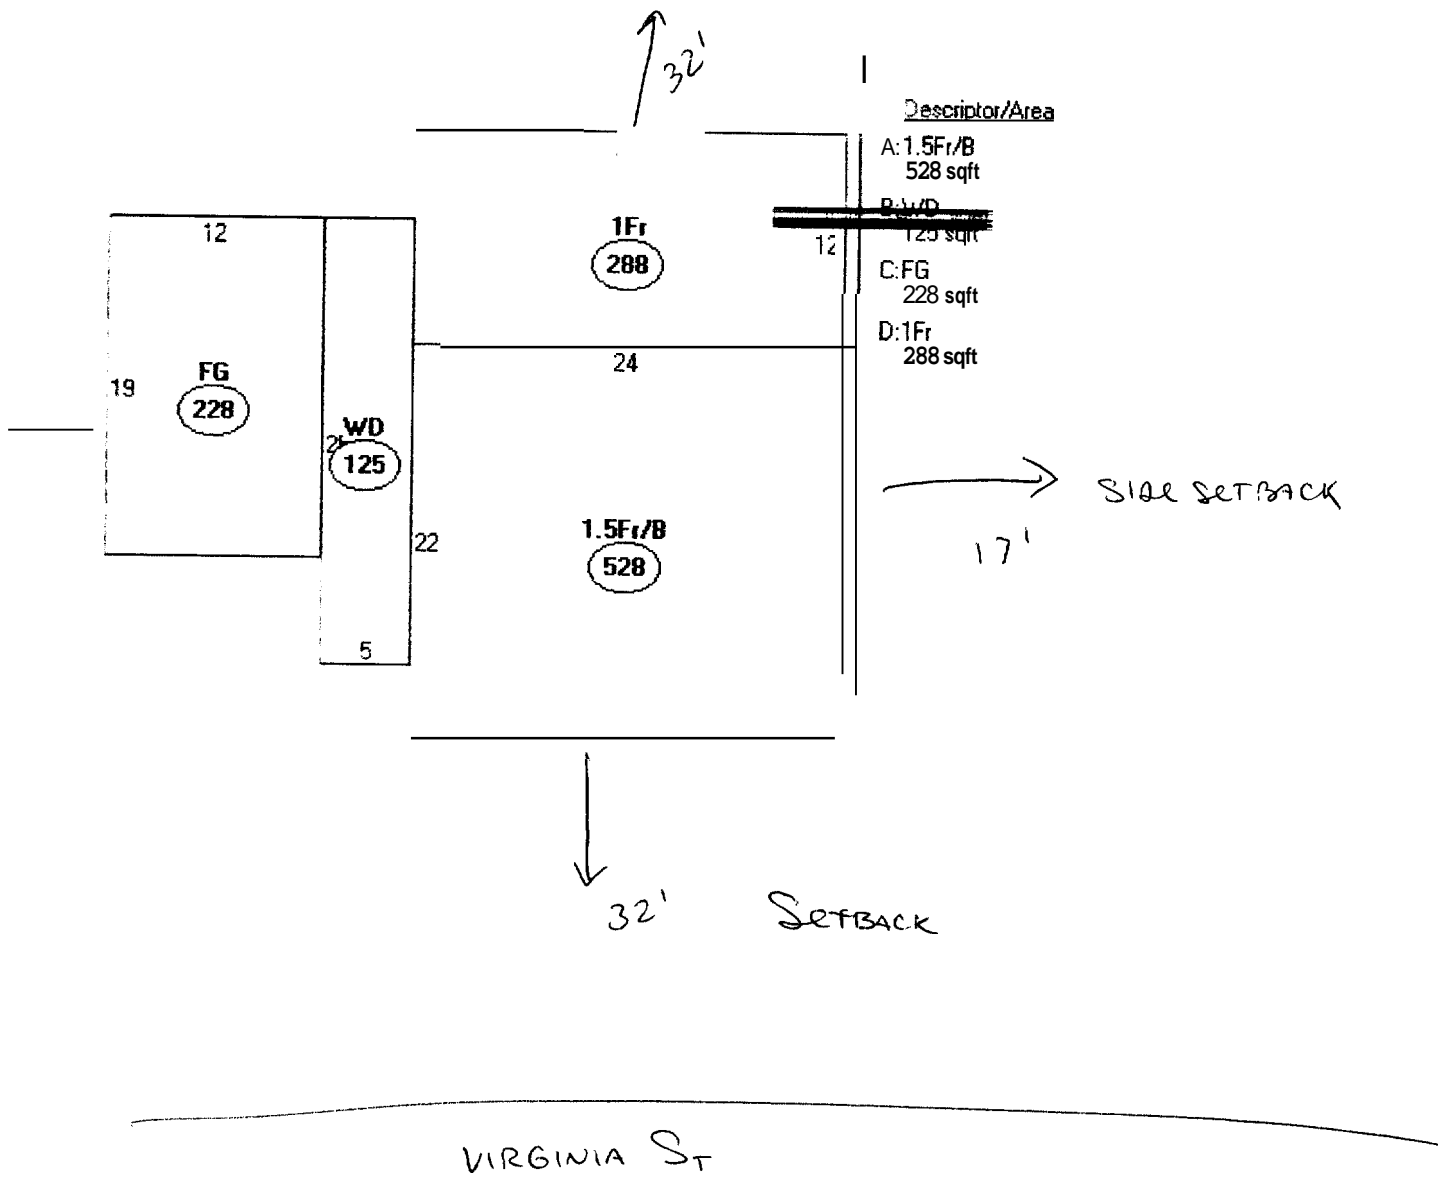 32'
Descriptor/Area
A:1.5Fr/B
528 sqft
B:WD
125 sqft
C:FG
228 sqft
D:1Fr
288 sqft
12
1Fr
288
12
24
19
FG
228
WD
125
22
1.5Fr/B
528
5
SIDE SETBACK
17'
32' SETBACK
VIRGINIA ST